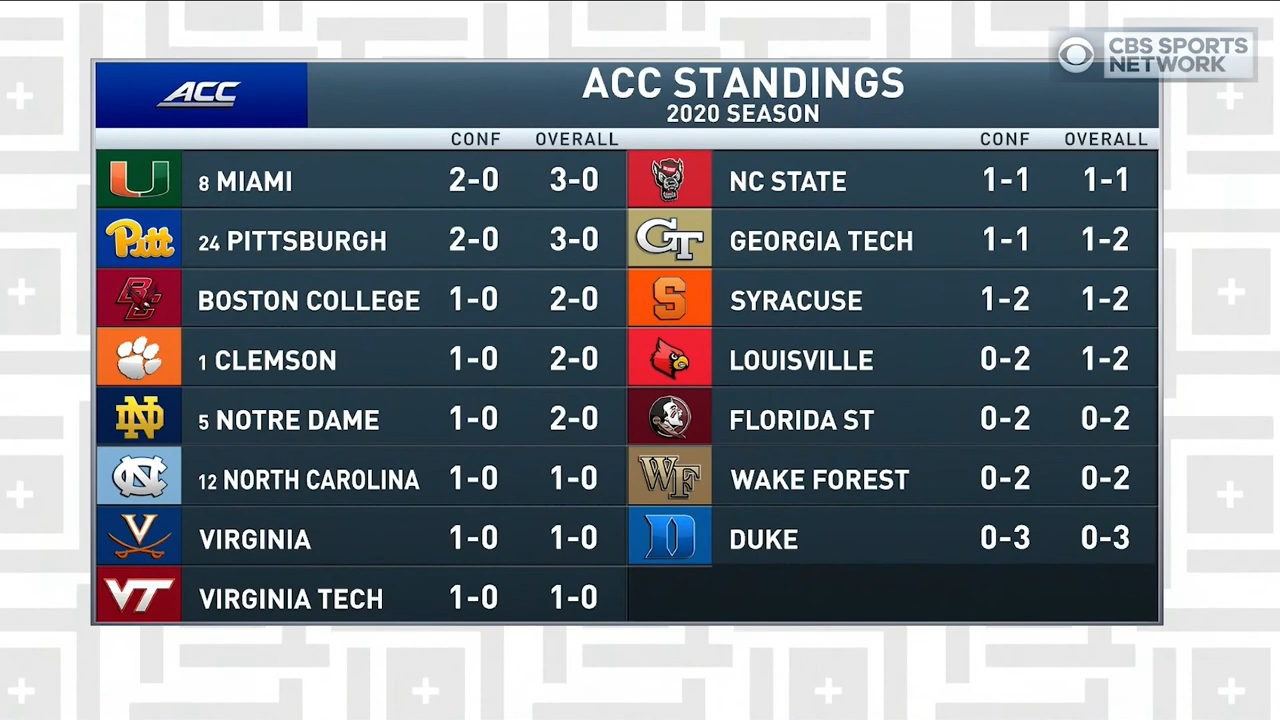 CBS SPORTS
NETWORK
ACC
ACC STANDINGS
2020 SEASON
CONF OVERALL CONF OVERALL
U 8 MIAMI 2-0 3-0
Pitt 24 PITTSBURGH 2-0 3-0
BC BOSTON COLLEGE 1-0 2-0
1 CLEMSON 1-0 2-0
ND 5 NOTRE DAME 1-0 2-0
NC 12 NORTH CAROLINA 1-0 1-0
V VIRGINIA 1-0 1-0
VT VIRGINIA TECH 1-0 1-0
NC STATE 1-1 1-1
GT GEORGIA TECH 1-1 1-2
S SYRACUSE 1-2 1-2
LOUISVILLE 0-2 1-2
FLORIDA ST 0-2 0-2
WF WAKE FOREST 0-2 0-2
D DUKE 0-3 0-3